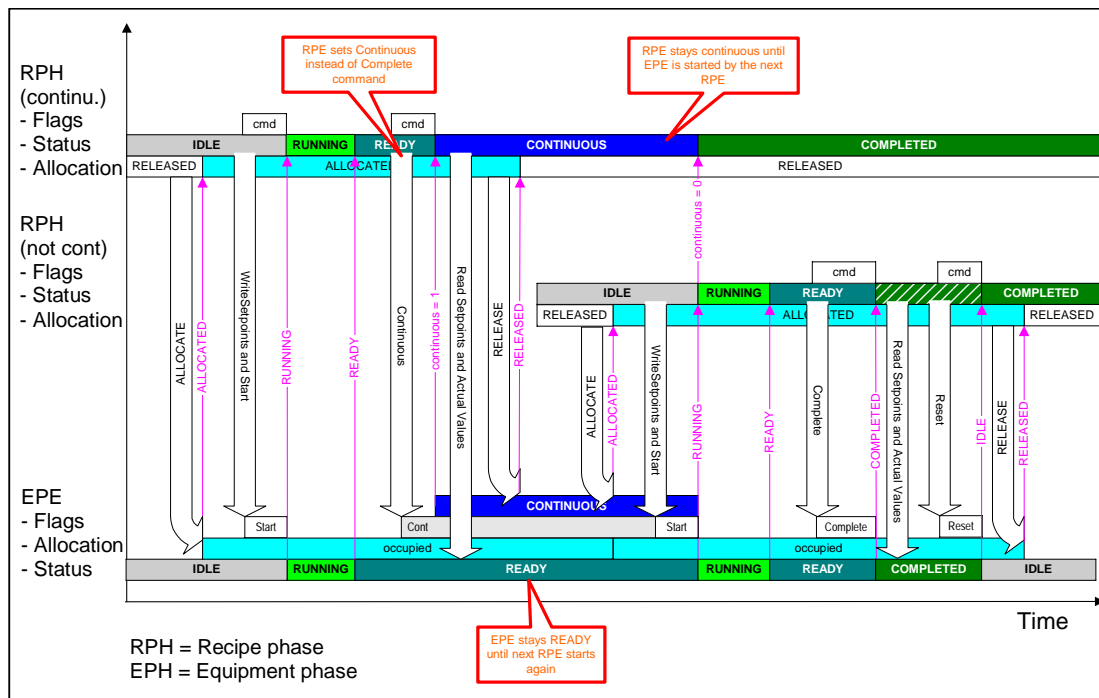 RPE sets Continuous
instead of Complete
command
RPE stays continuous until
EPE is started by the next
RPE
RPH
(continu.)
- Flags
- Status
- Allocation
cmd
cmd
IDLE
RUNNING
READY
CONTINUOUS
COMPLETED
RELEASED
ALLOCATED
RELEASED
RPH
(not cont)
- Flags
- Status
- Allocation
cmd
cmd
IDLE
RUNNING
READY
COMPLETED
RELEASED
ALLOCATED
RELEASED
ALLOCATE
ALLOCATED
WriteSetpoints and Start
RUNNING
READY
Continuous
continuous = 1
Read Setpoints and Actual Values
RELEASE
RELEASED
ALLOCATE
ALLOCATED
WriteSetpoints and Start
continuous = 0
RUNNING
READY
Complete
COMPLETED
Read Setpoints and Actual Values
Reset
IDLE
RELEASE
RELEASED
EPE
- Flags
- Allocation
- Status
CONTINUOUS
Start
Cont
Start
Complete
Reset
occupied
occupied
IDLE
RUNNING
READY
RUNNING
READY
COMPLETED
IDLE
Time
EPE stays READY
until next RPE starts
again
RPH = Recipe phase
EPH = Equipment phase